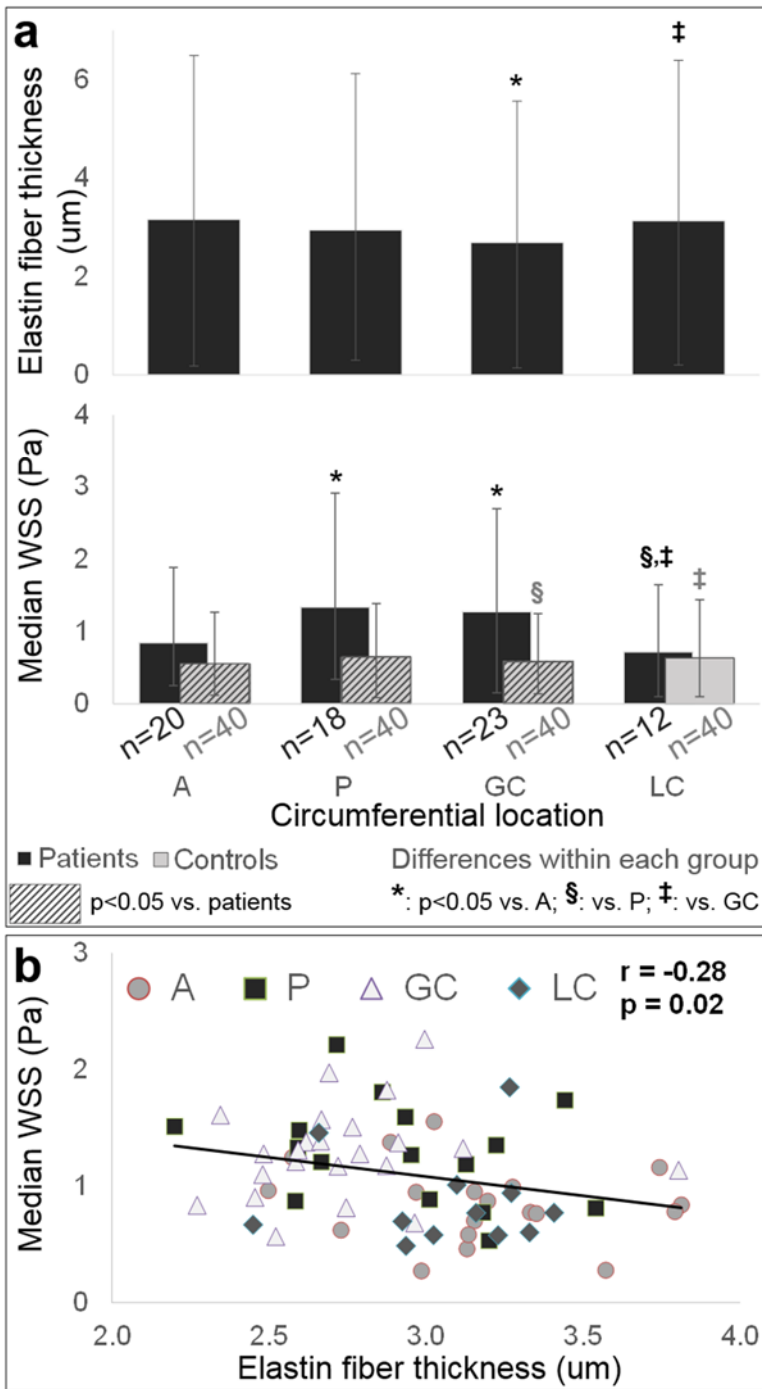 a
Elastin fiber thickness
(um)
6
4
2
0
*
‡
Median WSS (Pa)
4
3
2
1
0
*
*
§
§,‡
‡
n=20
n=40
n=18
n=40
n=23
n=40
n=12
n=40
A
P
GC
LC
Circumferential location
Patients
Controls
Differences within each group
p<0.05 vs. patients
*: p<0.05 vs. A; §: vs. P; ‡: vs. GC
b
A
P
GC
LC
r = -0.28
p = 0.02
Median WSS (Pa)
3
2
1
0
2.0
2.5
3.0
3.5
4.0
Elastin fiber thickness (um)